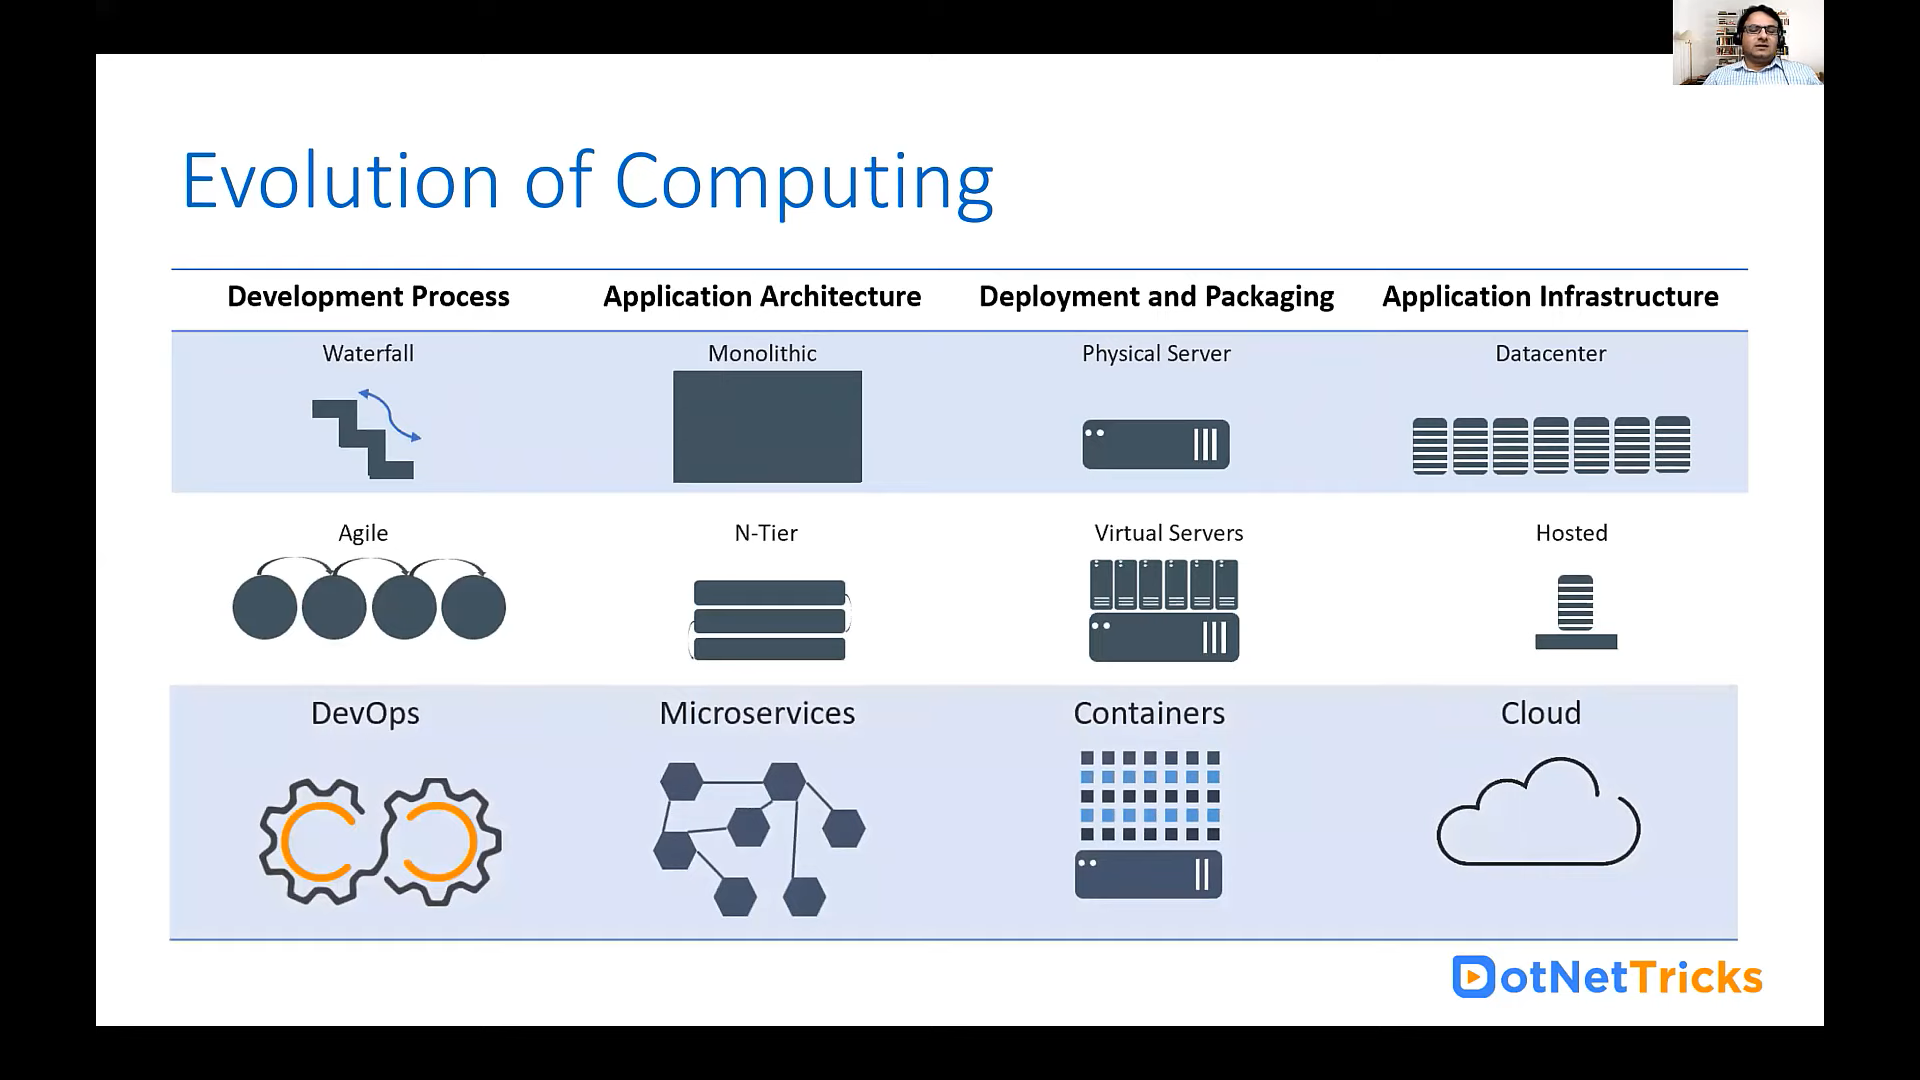 Evolution of Computing
Development Process Application Architecture Deployment and Packaging Application Infrastructure
Waterfall Monolithic Physical Server Datacenter
Agile N-Tier Virtual Servers Hosted
DevOps Microservices Containers Cloud
DotNetTricks